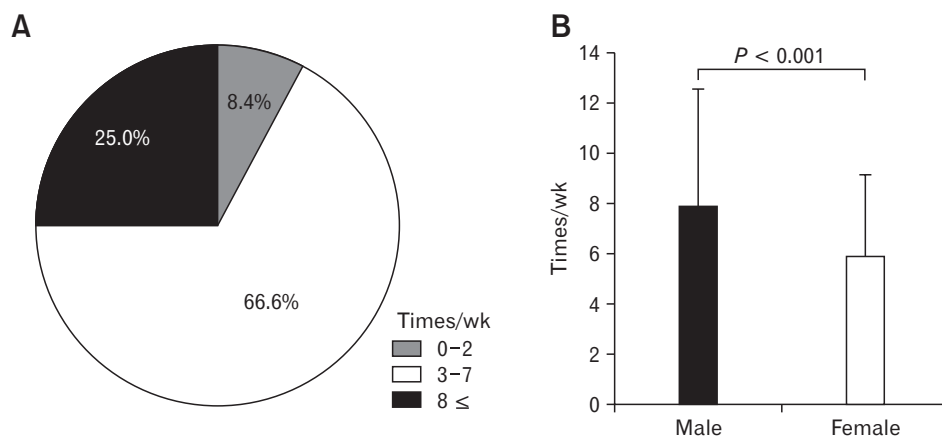 A
8.4%
25.0%
66.6%
Times/wk
0–2
3–7
8 ≤
B
P < 0.001
14
12
10
8
6
4
2
0
Times/wk
Male
Female